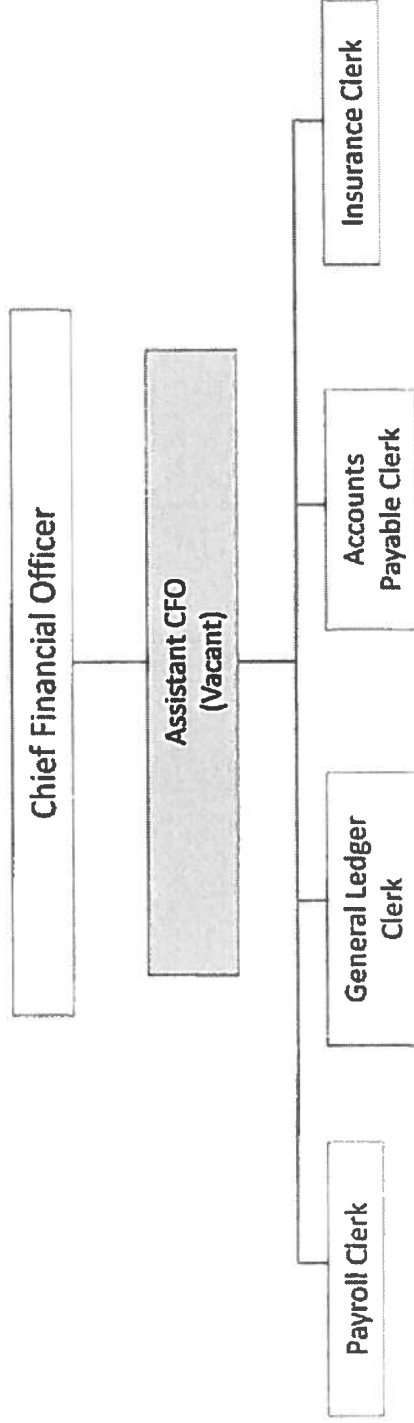 Chief Financial Officer
Assistant CFO
(Vacant)
Payroll Clerk
General Ledger
Clerk
Accounts
Payable Clerk
Insurance Clerk